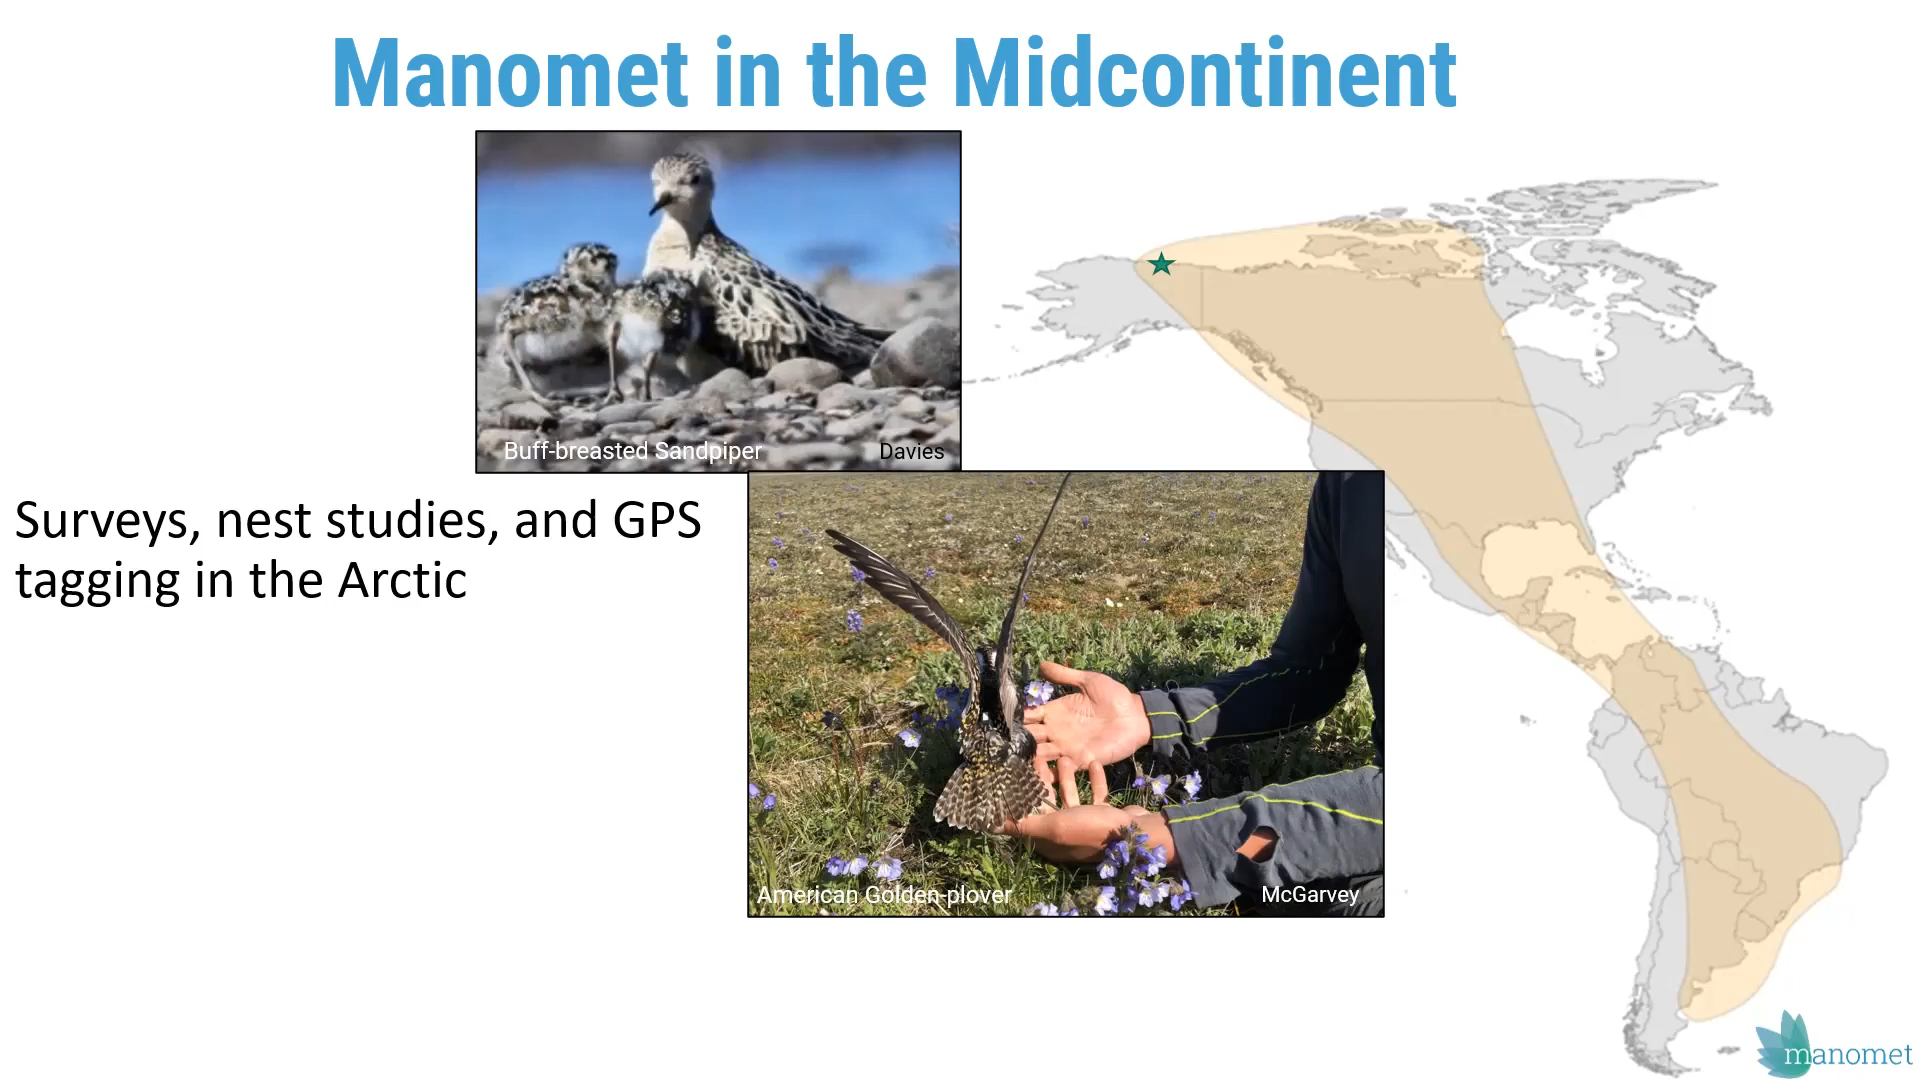 Manomet in the Midcontinent
Buff-breasted Sandpiper
Davies
Surveys, nest studies, and GPS
tagging in the Arctic
American Golden-plover
McGarvey
manomet